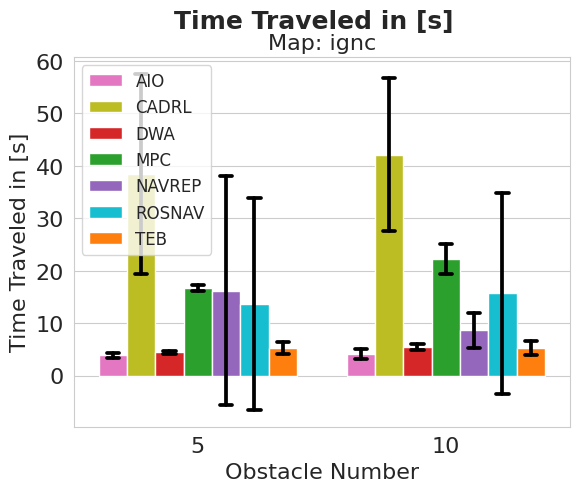 Time Traveled in [s]
Map: ignc
60
50
40
30
20
10
0
Time Traveled in [s]
AIO
CADRL
DWA
MPC
NAVREP
ROSNAV
TEB
5
10
Obstacle Number